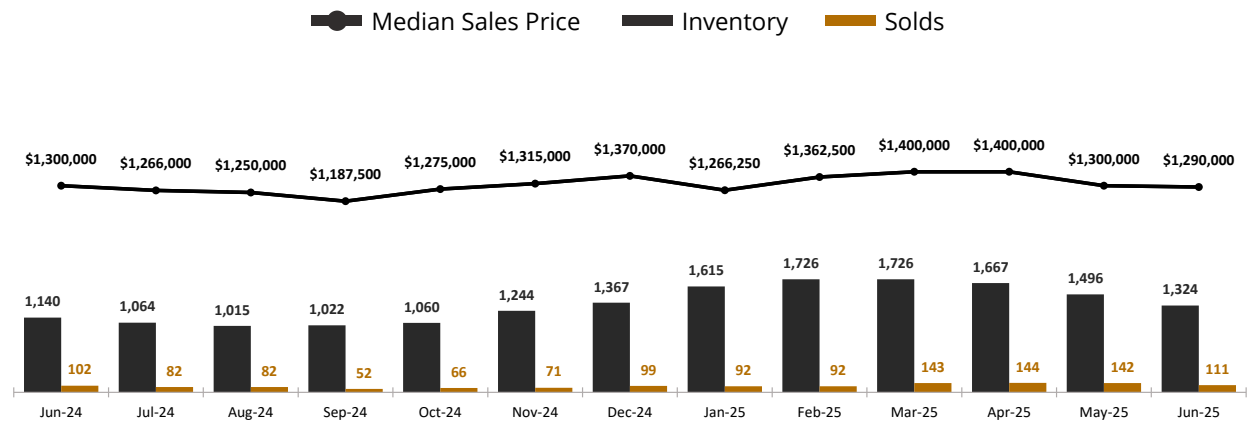 Median Sales Price Inventory Solds
$1,300,000 $1,266,000 $1,250,000 $1,187,500 $1,275,000 $1,315,000 $1,370,000 $1,266,250 $1,362,500 $1,400,000 $1,400,000 $1,300,000 $1,290,000
1,140 1,064 1,015 1,022 1,060 1,244 1,367 1,615 1,726 1,726 1,667 1,496 1,324
102 82 82 52 66 71 99 92 92 143 144 142 111
Jun-24 Jul-24 Aug-24 Sep-24 Oct-24 Nov-24 Dec-24 Jan-25 Feb-25 Mar-25 Apr-25 May-25 Jun-25